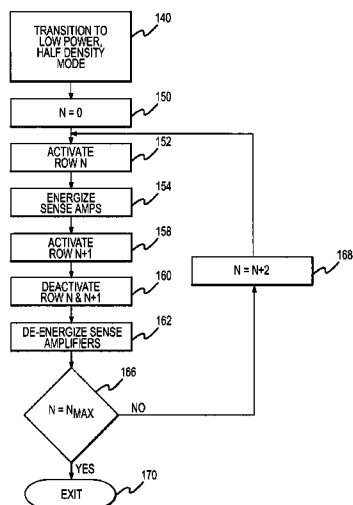 TRANSITION TO
LOW POWER,
HALF DENSITY
MODE
140
N = 0
150
ACTIVATE
ROW N
152
ENERGIZE
SENSE AMPS
154
ACTIVATE
ROW N+1
158
DEACTIVATE
ROW N & N+1
160
DE-ENERGIZE SENSE
AMPLIFIERS
162
N = N+2
168
N = NMAX
166
NO
YES
EXIT
170